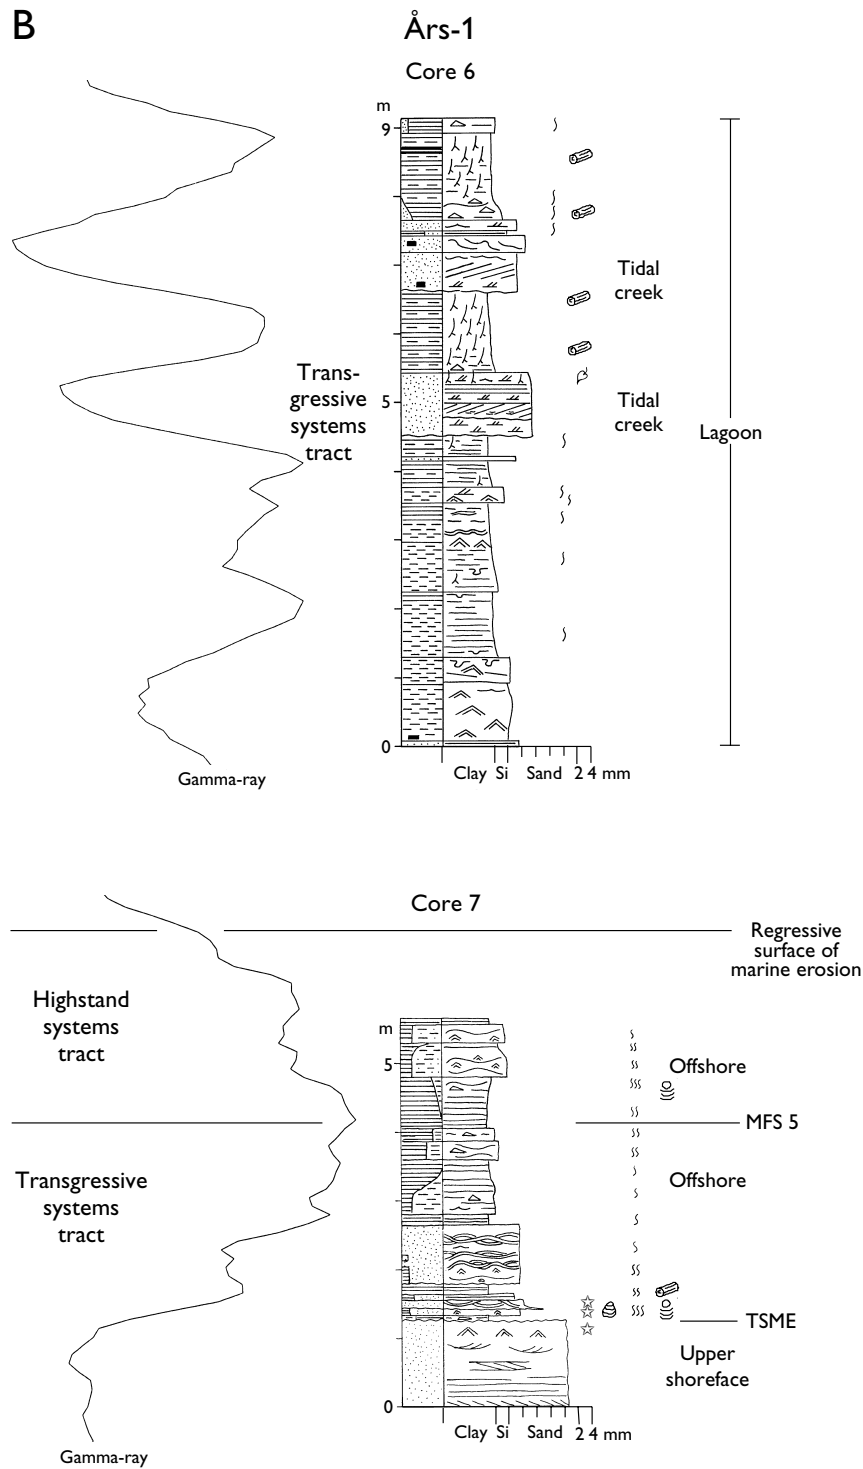 B
Års-1
Core 6
m
9
Tidal
creek
Trans-
gressive
systems
tract
5
Tidal
creek
Lagoon
0
Gamma-ray
Clay Si Sand 2 4 mm
Core 7
Regressive
surface of
marine erosion
Highstand
systems
tract
m
5
Offshore
MFS 5
Transgressive
systems
tract
Offshore
TSME
Upper
shoreface
0
Clay Si Sand 2 4 mm
Gamma-ray